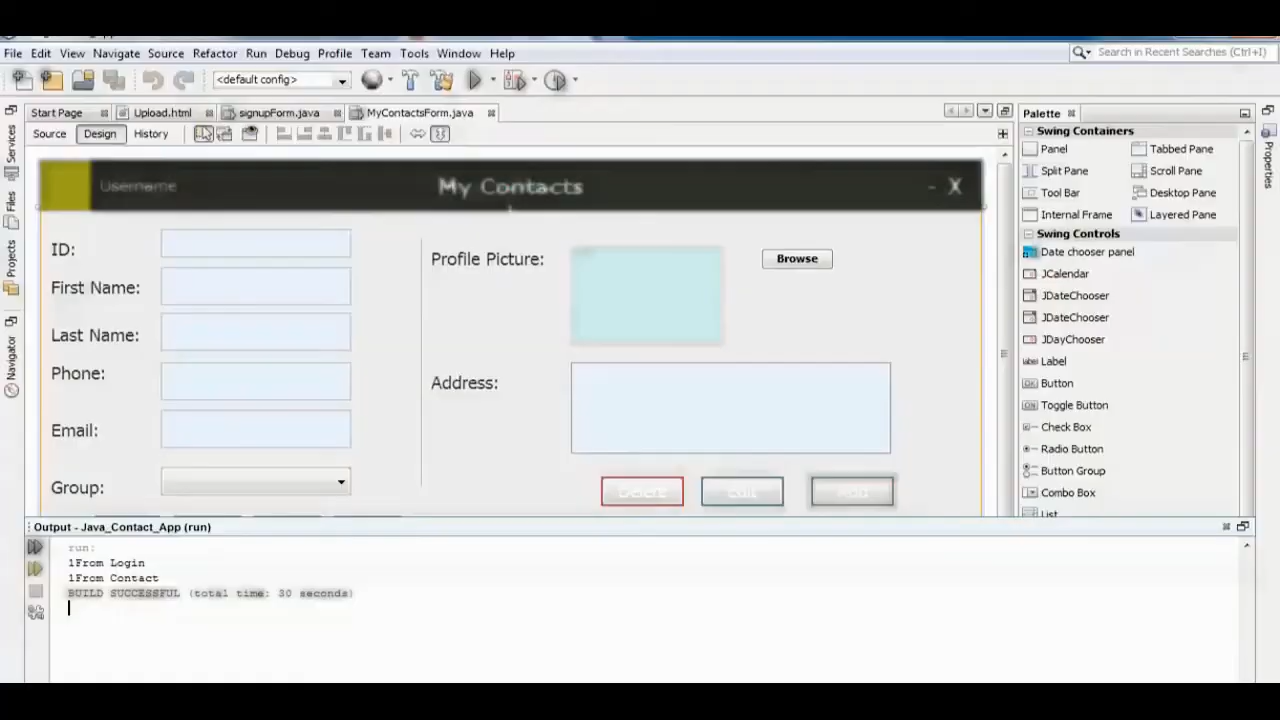 File Edit View Navigate Source Refactor Run Debug Profile Team Tools Window Help
Search in Recent Searches (Ctrl+I)
<default config>
Start Page Upload.html signupForm.java MyContactsForm.java
Palette
Source Design History
Swing Containers
Panel Tabbed Pane
Split Pane Scroll Pane
Tool Bar Desktop Pane
Internal Frame Layered Pane
Swing Controls
Date chooser panel
JCalendar
JDateChooser
JDateChooser
JDayChooser
Label
Button
Toggle Button
Check Box
Radio Button
Button Group
Combo Box
List
Services
Files
Projects
Navigator
Properties
Username My Contacts - X
ID:
First Name:
Last Name:
Phone:
Email:
Group:
Profile Picture: Browse
Address:
Edit
Output - Java_Contact_App (run)
run:
1From Login
1From Contact
BUILD SUCCESSFUL (total time: 30 seconds)